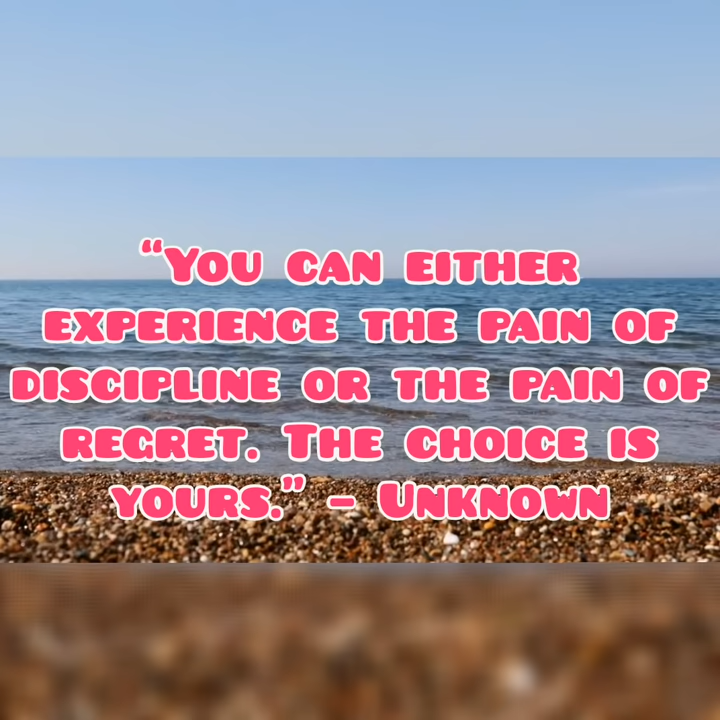 “You can either
experience the pain of
discipline or the pain of
regret. The choice is
yours.” – Unknown